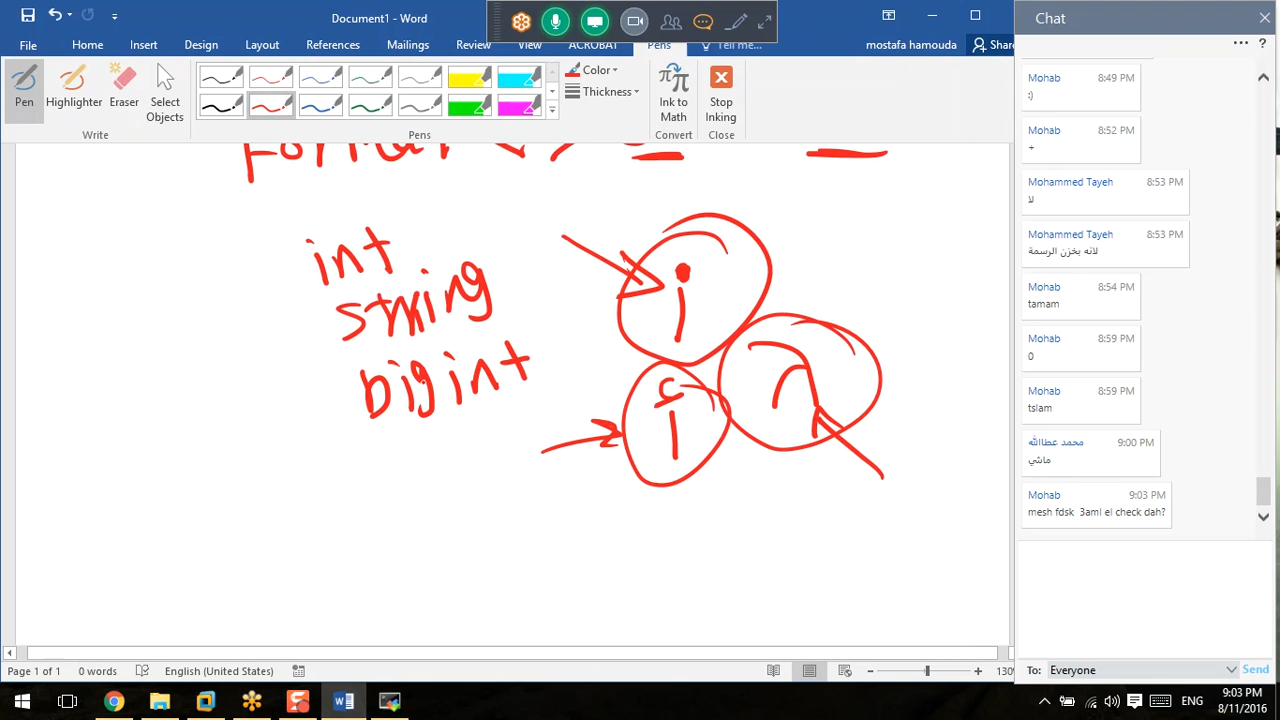 Document1 - Word
File
Home
Insert
Design
Layout
References
Mailings
Review
ACROBAT
Pens
Tell me...
mostafa hamouda
Share
Pen
Highlighter
Eraser
Select
Objects
Color
Thickness
Ink to
Math
Stop
Inking
Write
Pens
Convert
Close
int
string
bigint
Chat
Mohab 8:49 PM
:)
Mohab 8:52 PM
+
Mohammed Tayeh 8:53 PM
لا
Mohammed Tayeh 8:53 PM
لانه بخزن الرسمة
Mohab 8:54 PM
tamam
Mohab 8:59 PM
0
Mohab 8:59 PM
tslam
محمد عطاالله 9:00 PM
ماشي
Mohab 9:03 PM
mesh fdsk 3aml el check dah?
To: Everyone Send
Page 1 of 1 0 words English (United States) 130%
ENG
9:03 PM
8/11/2016